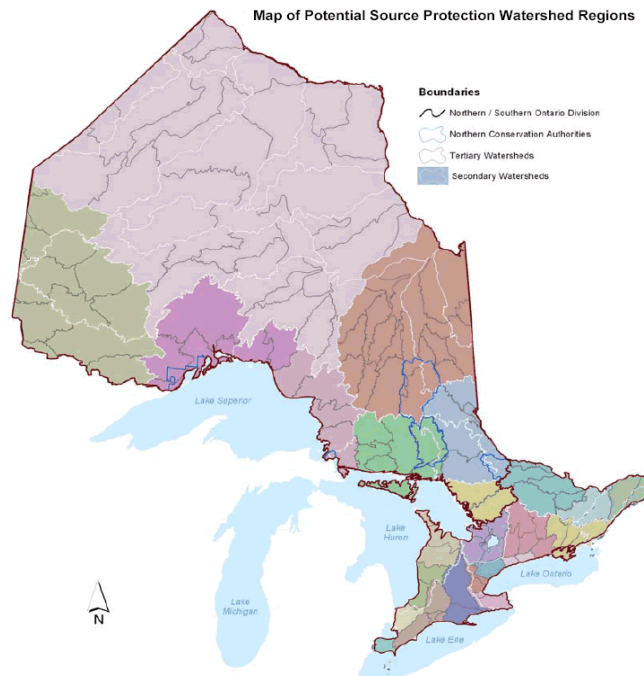 Map of Potential Source Protection Watershed Regions
Boundaries
Northern / Southern Ontario Division
Northern Conservation Authorities
Tertiary Watersheds
Secondary Watersheds
Lake Superior
Lake
Huron
Lake
Michigan
Lake Ontario
Lake Erie
N